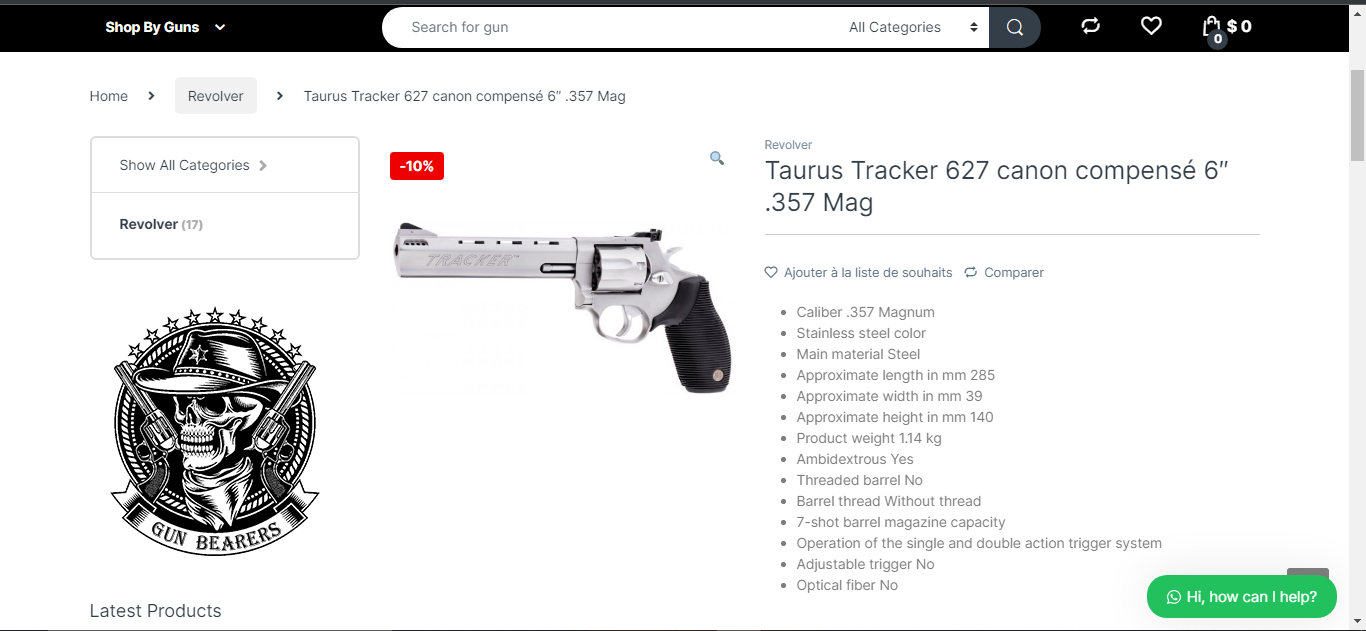 Shop By Guns
Search for gun
All Categories
0
$ 0
Home
Revolver
Taurus Tracker 627 canon compensé 6″ .357 Mag
Show All Categories
Revolver (17)
-10%
TRACKER™
Revolver
Taurus Tracker 627 canon compensé 6″
.357 Mag
Ajouter à la liste de souhaits
Comparer
Caliber .357 Magnum
Stainless steel color
Main material Steel
Approximate length in mm 285
Approximate width in mm 39
Approximate height in mm 140
Product weight 1.14 kg
Ambidextrous Yes
Threaded barrel No
Barrel thread Without thread
7-shot barrel magazine capacity
Operation of the single and double action trigger system
Adjustable trigger No
Optical fiber No
GUN BEARERS
Latest Products
Hi, how can I help?